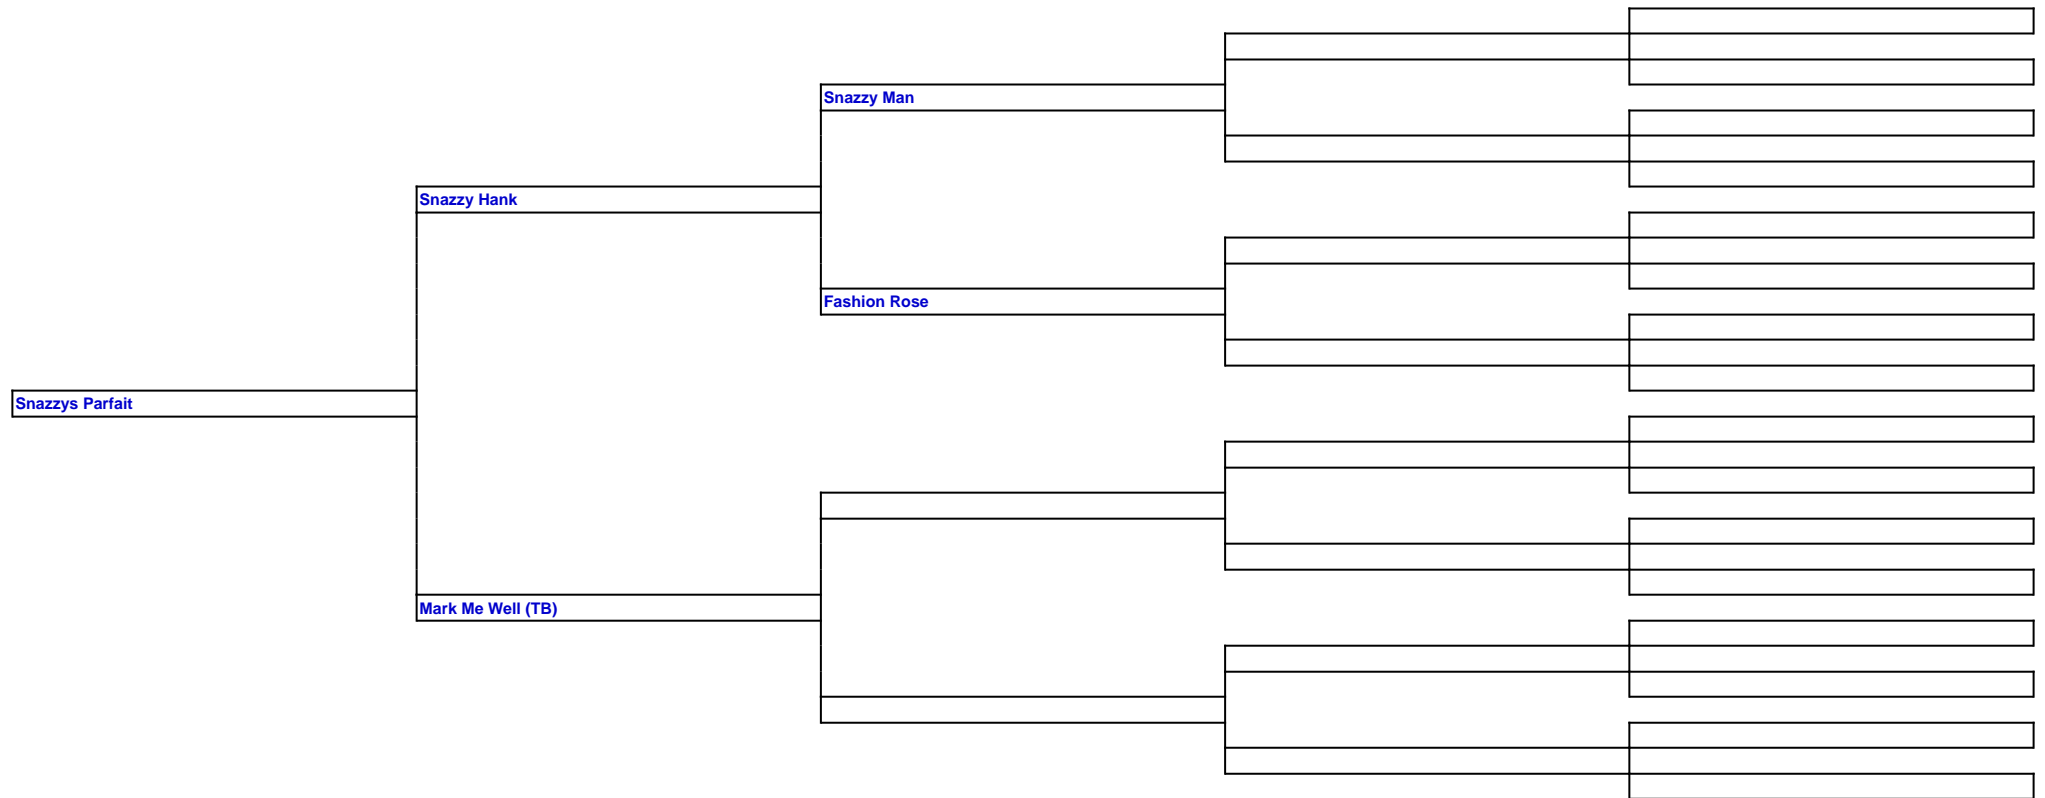 Snazzy Man
Snazzy Hank
Fashion Rose
Snazzys Parfait
Mark Me Well (TB)